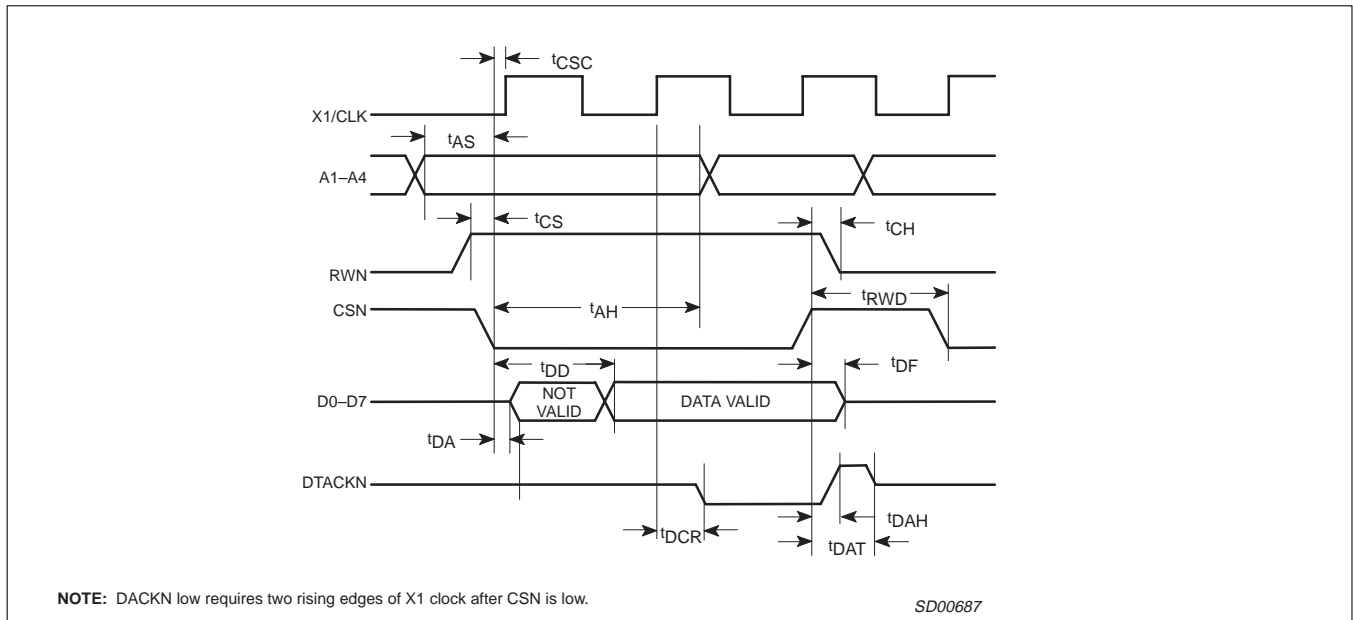 tCSC
X1/CLK
tAS
A1–A4
tCS
tCH
RWN
tRWD
CSN
tAH
tDD
tDF
D0–D7
NOT
VALID
DATA VALID
tDA
DTACKN
tDCR
tDAH
tDAT
NOTE: DACKN low requires two rising edges of X1 clock after CSN is low.
SD00687